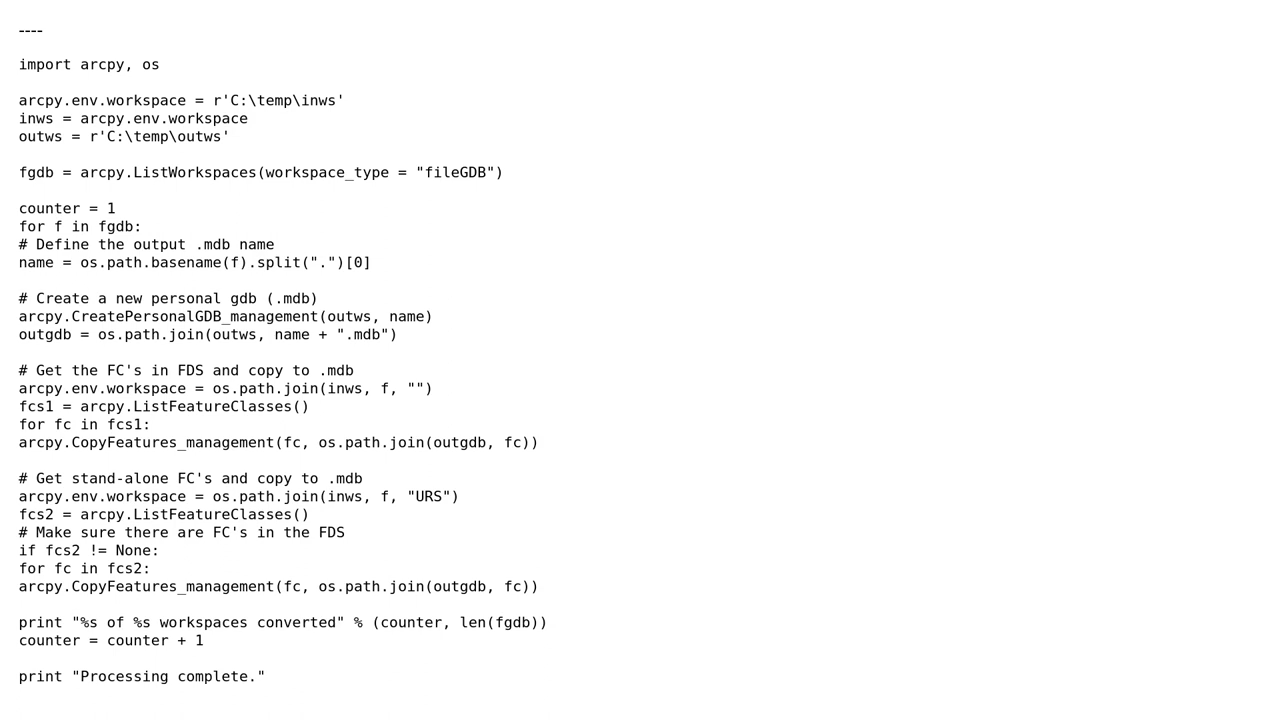 ----
import arcpy, os
arcpy.env.workspace = r'C:\temp\inws'
inws = arcpy.env.workspace
outws = r'C:\temp\outws'
fgdb = arcpy.ListWorkspaces(workspace_type = "fileGDB")
counter = 1
for f in fgdb:
# Define the output .mdb name
name = os.path.basename(f).split(".")[0]
# Create a new personal gdb (.mdb)
arcpy.CreatePersonalGDB_management(outws, name)
outgdb = os.path.join(outws, name + ".mdb")
# Get the FC's in FDS and copy to .mdb
arcpy.env.workspace = os.path.join(inws, f, "")
fcs1 = arcpy.ListFeatureClasses()
for fc in fcs1:
arcpy.CopyFeatures_management(fc, os.path.join(outgdb, fc))
# Get stand-alone FC's and copy to .mdb
arcpy.env.workspace = os.path.join(inws, f, "URS")
fcs2 = arcpy.ListFeatureClasses()
# Make sure there are FC's in the FDS
if fcs2 != None:
for fc in fcs2:
arcpy.CopyFeatures_management(fc, os.path.join(outgdb, fc))
print "%s of %s workspaces converted" % (counter, len(fgdb))
counter = counter + 1
print "Processing complete."